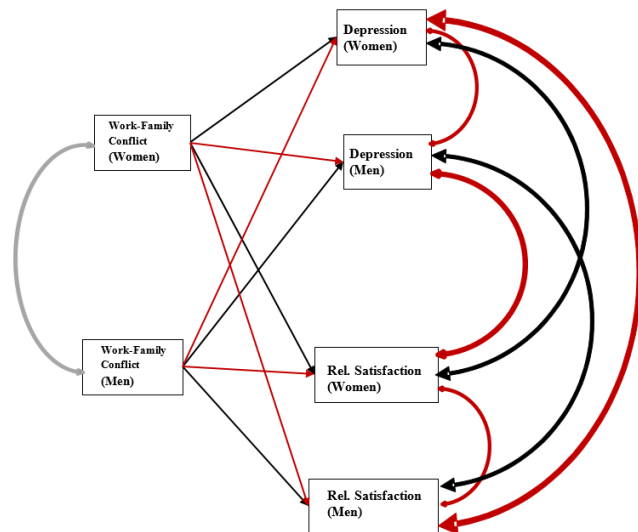 Depression
(Women)
Work-Family
Conflict
(Women)
Depression
(Men)
Work-Family
Conflict
(Men)
Rel. Satisfaction
(Women)
Rel. Satisfaction
(Men)